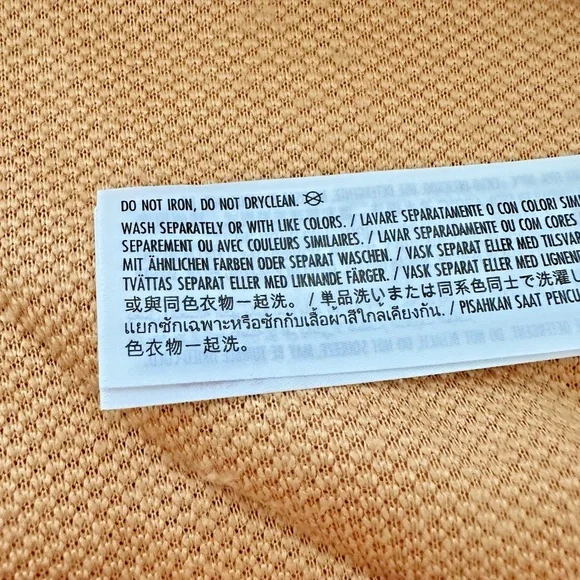 DO NOT IRON, DO NOT DRYCLEAN.
WASH SEPARATELY OR WITH LIKE COLORS. / LAVARE SEPARATAMENTE O CON COLORI SIMI
SEPAREMENT OU AVEC COULEURS SIMILAIRES. / LAVAR SEPARADAMENTE OU COM CORES
MIT ÄHNLICHEN FARBEN ODER SEPARAT WASCHEN. / VASK SEPARAT ELLER MED TILSVAR
TVÄTTAS SEPARAT ELLER MED LIKNANDE FÄRGER. / VASK SEPARAT ELLER MED LIGNENDE
或與同色衣物一起洗。 / 単品洗いまたは同系色同士で洗濯し
แยกซักเฉพาะหรือซักกับเสื้อผ้าสีใกล้เคียงกัน. / PISAHKAN SAAT PENCU
色衣物一起洗。